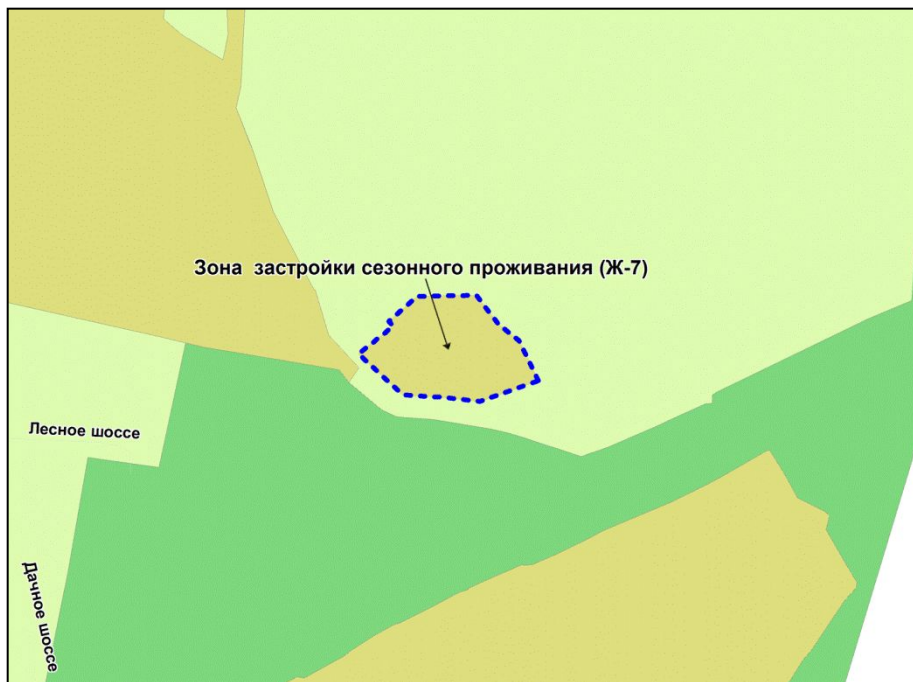 Зона застройки сезонного проживания (Ж-7)
Лесное шоссе
Дачное шоссе